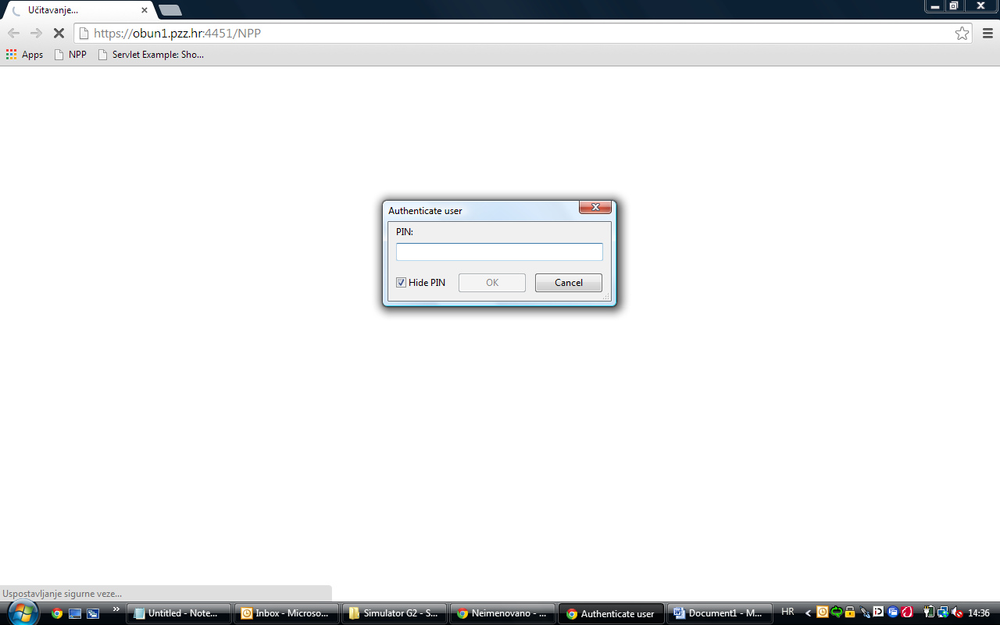 Učitavanje...
https://obun1.pzz.hr:4451/NPP
Apps NPP Servlet Example: Sho...
Authenticate user
PIN:
Hide PIN OK Cancel
Uspostavljanje sigurne veze...
Untitled - Note... Inbox - Microso... Simulator G2 - S... Neimenovano - ... Authenticate user Document1 - M... HR 14:36